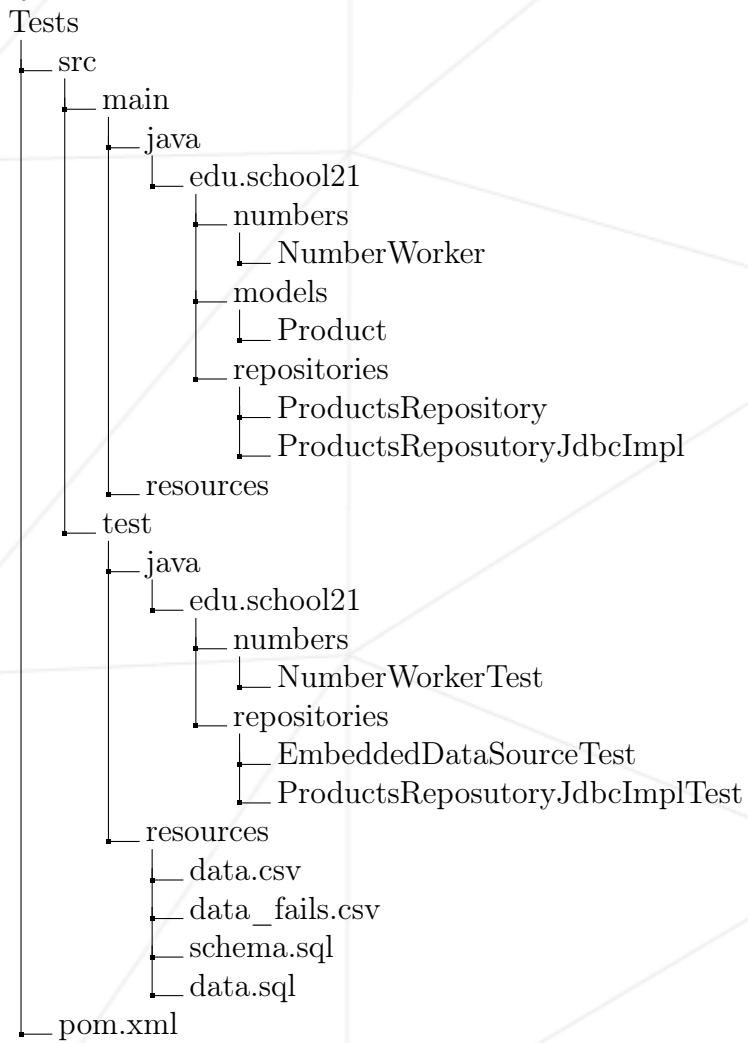 Tests
src
main
java
edu.school21
numbers
NumberWorker
models
Product
repositories
ProductsRepository
ProductsReposutoryJdbcImpl
resources
test
java
edu.school21
numbers
NumberWorkerTest
repositories
EmbeddedDataSourceTest
ProductsReposutoryJdbcImplTest
resources
data.csv
data_fails.csv
schema.sql
data.sql
pom.xml